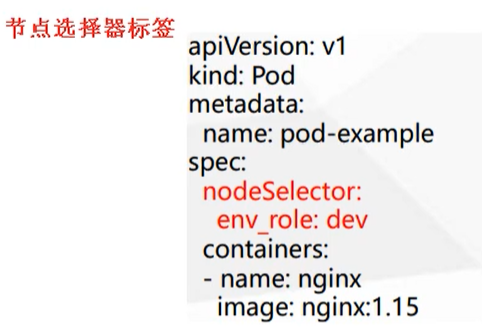 节点选择器标签
apiVersion: v1
kind: Pod
metadata:
  name: pod-example
spec:
  nodeSelector:
    env_role: dev
  containers:
  - name: nginx
    image: nginx:1.15